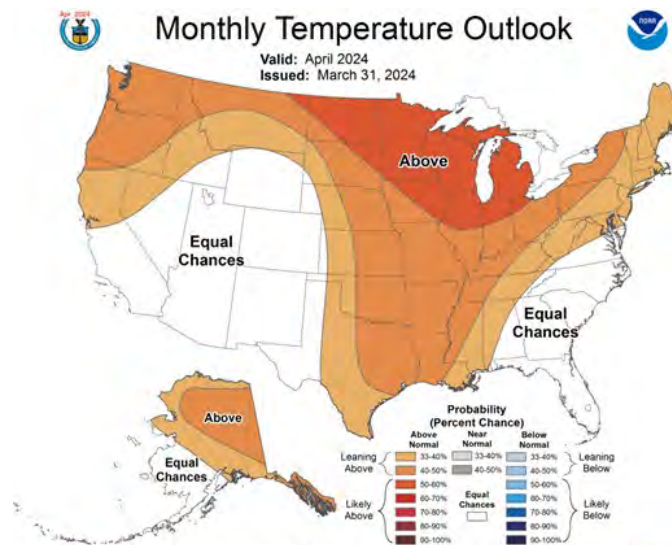 Apr 2024
Monthly Temperature Outlook
NOAA
Valid: April 2024
Issued: March 31, 2024
Above
Equal
Chances
Equal
Chances
Above
Equal
Chances
Probability
(Percent Chance)
Above Normal
Near Normal
Below Normal
Leaning Above
33-40%
33-40%
33-40%
Leaning Below
40-50%
40-50%
40-50%
Likely Above
50-60%
50-60%
Likely Below
60-70%
Equal Chances
60-70%
70-80%
70-80%
80-90%
80-90%
90-100%
90-100%